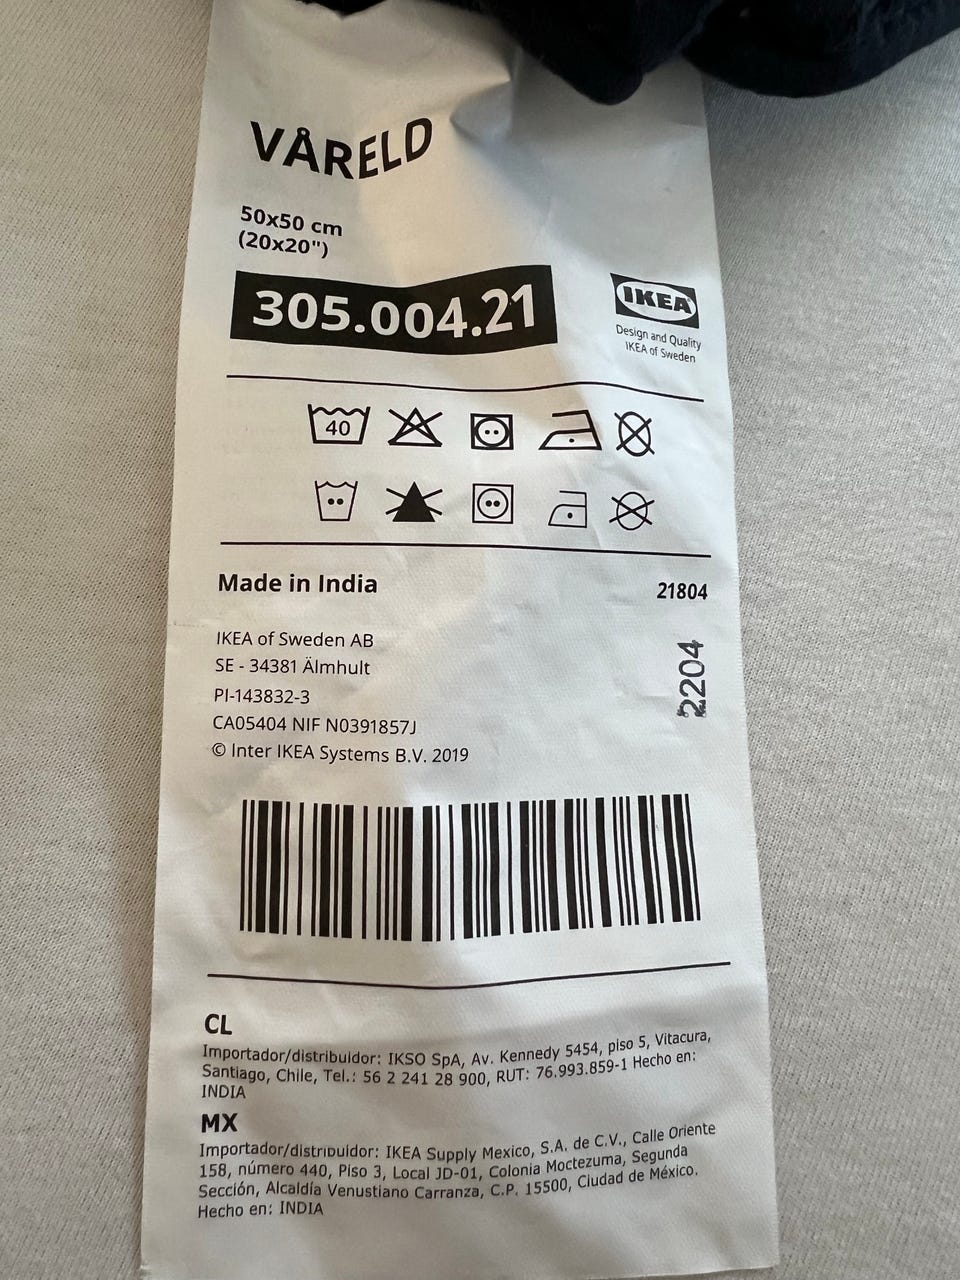 VÅRELD
50x50 cm
(20x20")
305.004.21
IKEA
Design and Quality
IKEA of Sweden
40
Made in India
21804
2204
IKEA of Sweden AB
SE - 34381 Älmhult
PI-143832-3
CA05404 NIF N0391857J
© Inter IKEA Systems B.V. 2019
CL
Importador/distribuidor: IKSO SpA, Av. Kennedy 5454, piso 5, Vitacura,
Santiago, Chile, Tel.: 56 2 241 28 900, RUT: 76.993.859-1 Hecho en:
INDIA
MX
Importador/distribuidor: IKEA Supply Mexico, S.A. de C.V., Calle Oriente
158, número 440, Piso 3, Local JD-01, Colonia Moctezuma, Segunda
Sección, Alcaldía Venustiano Carranza, C.P. 15500, Ciudad de México.
Hecho en: INDIA